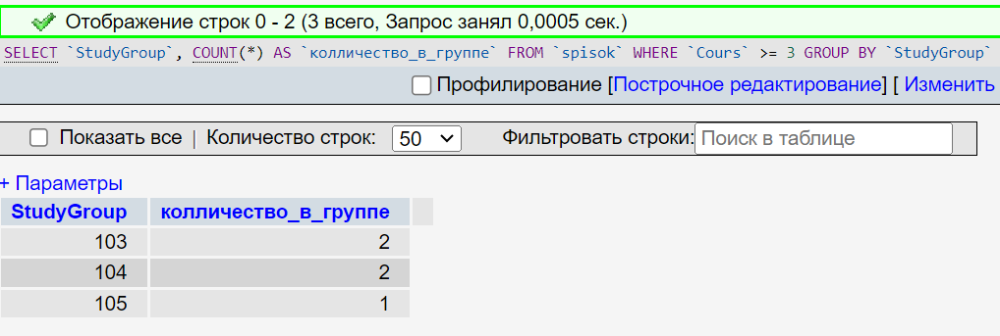 Отображение строк 0 - 2 (3 всего, Запрос занял 0,0005 сек.)
SELECT `StudyGroup`, COUNT(*) AS `колличество_в_группе` FROM `spisok` WHERE `Cours` >= 3 GROUP BY `StudyGroup`
Профилирование [Построчное редактирование] [ Изменить
Показать все | Количество строк: 50 Фильтровать строки: Поиск в таблице
+ Параметры
StudyGroup колличество_в_группе
103 2
104 2
105 1